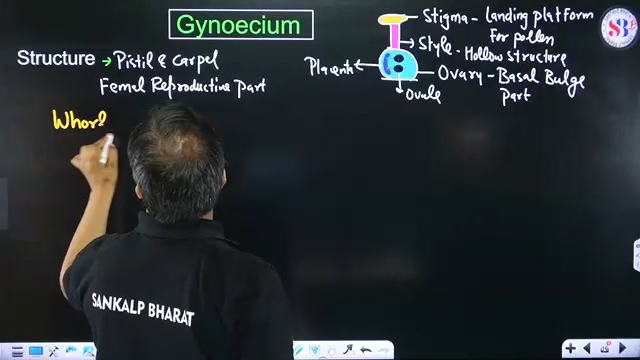 Gynoecium
Structure → Pistil & Carpel
Femel Reproductive Part
Whorl
Stigma - Landing platform
For pollen
Style - Hollow structure
Placenta
Ovary - Basal Bulge
Part
Ovule
SB
SANKALP BHARAT